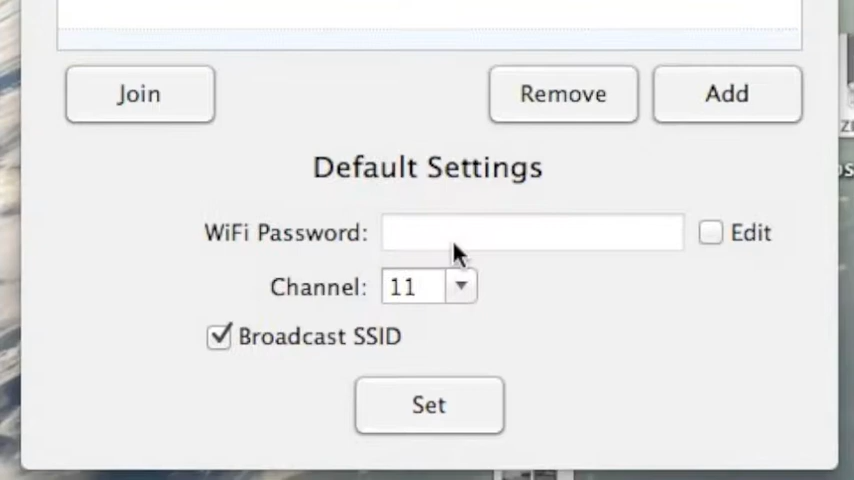 Join
Remove
Add
Default Settings
WiFi Password:
Edit
Channel: 11
Broadcast SSID
Set